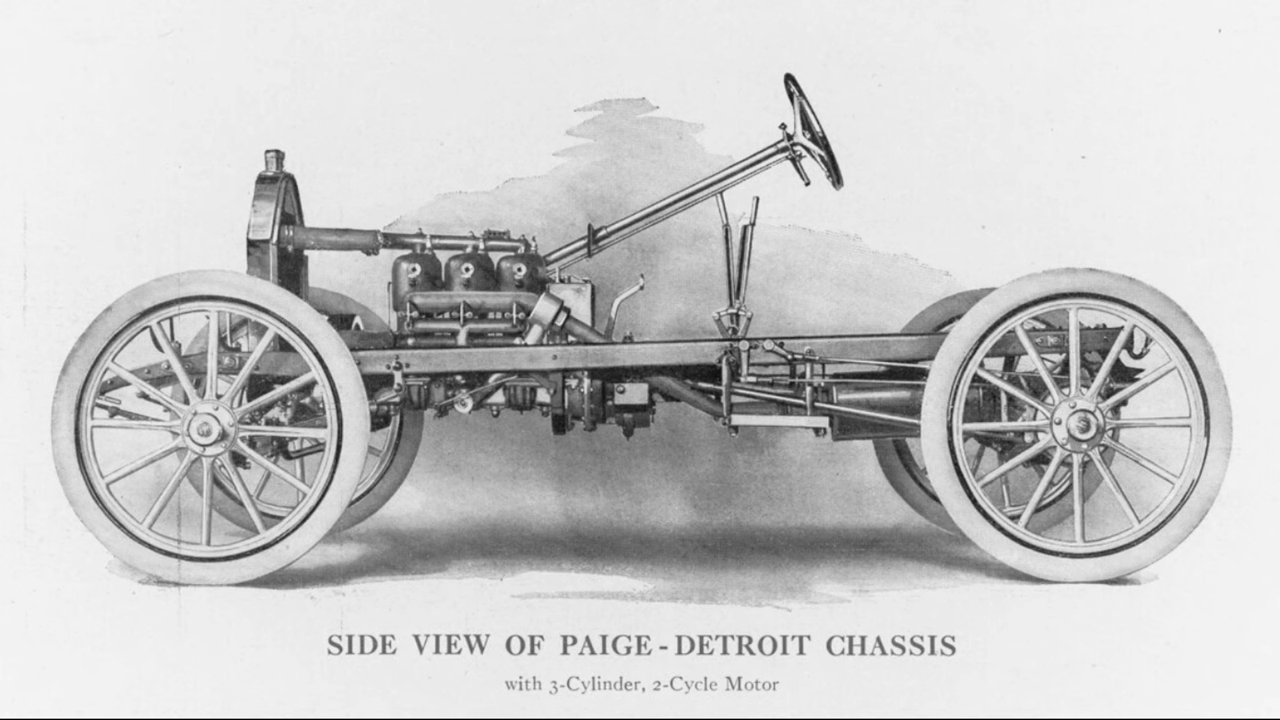 SIDE VIEW OF PAIGE-DETROIT CHASSIS
with 3-Cylinder, 2-Cycle Motor